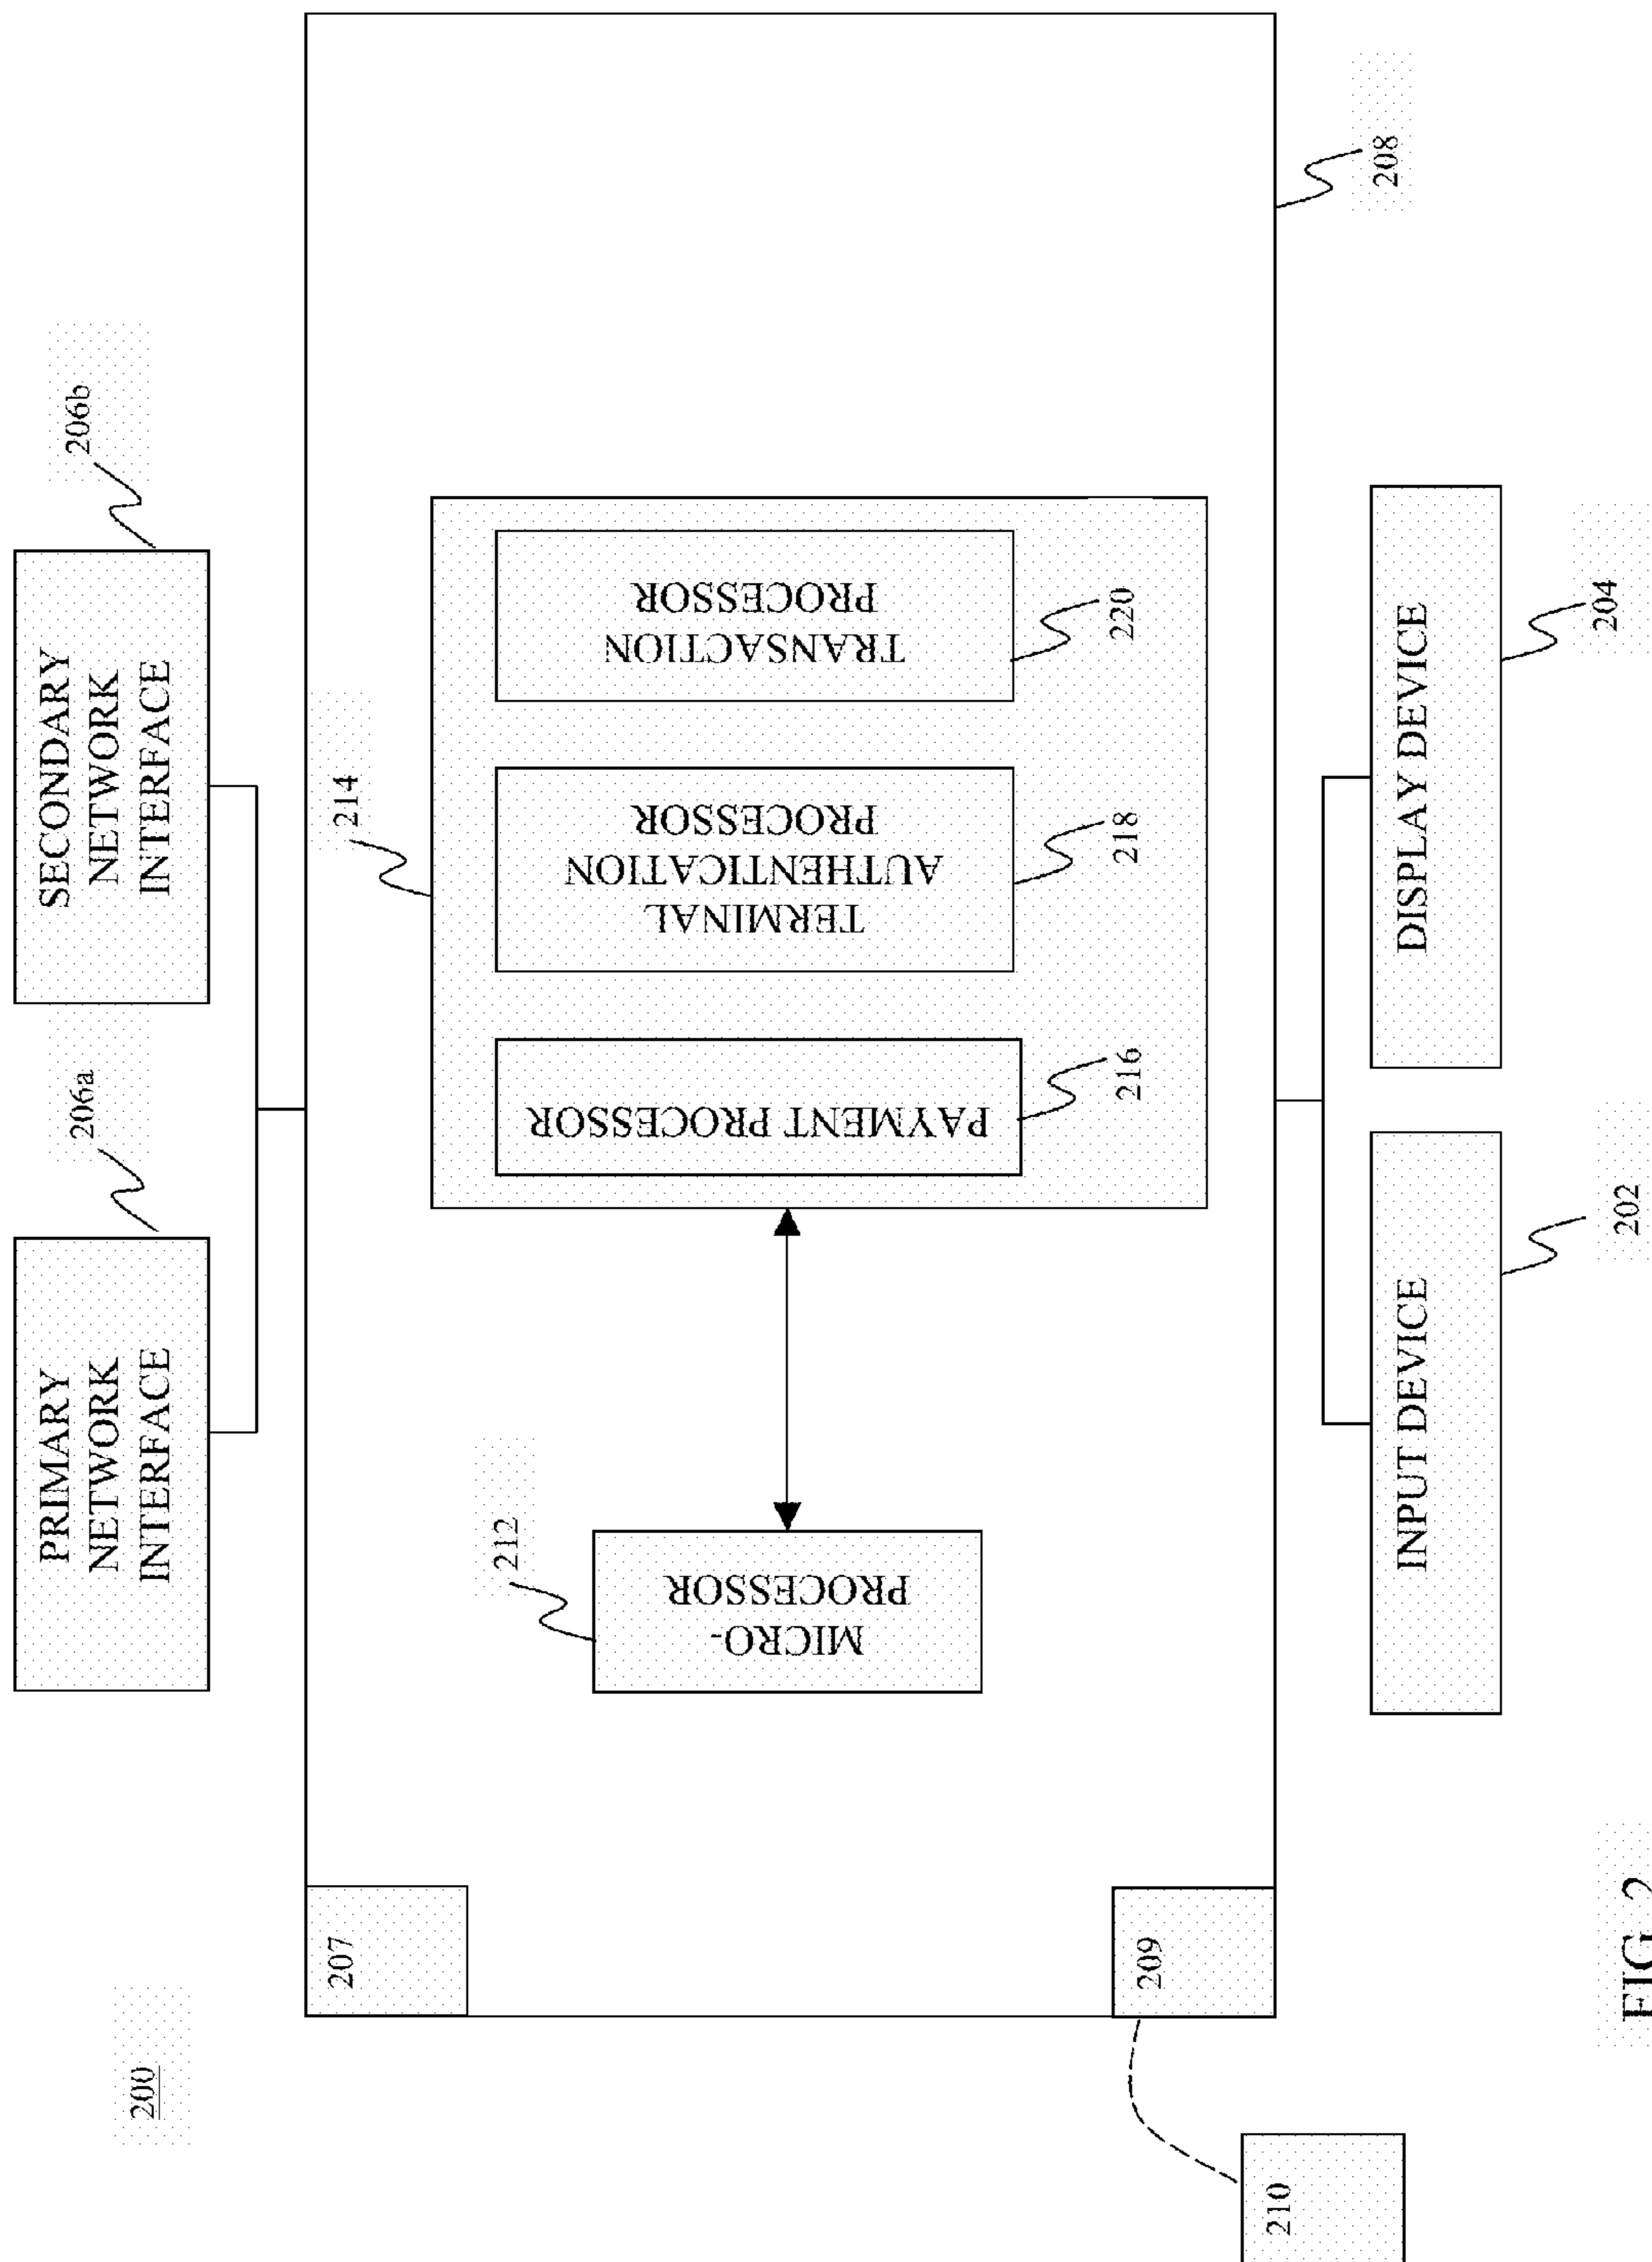 200
PRIMARY
NETWORK
INTERFACE
206a
SECONDARY
NETWORK
INTERFACE
206b
207
214
212
MICRO-
PROCESSOR
PAYMENT PROCESSOR
216
TERMINAL
AUTHENTICATION
PROCESSOR
218
TRANSACTION
PROCESSOR
220
209
208
210
INPUT DEVICE
202
DISPLAY DEVICE
204
FIG 2